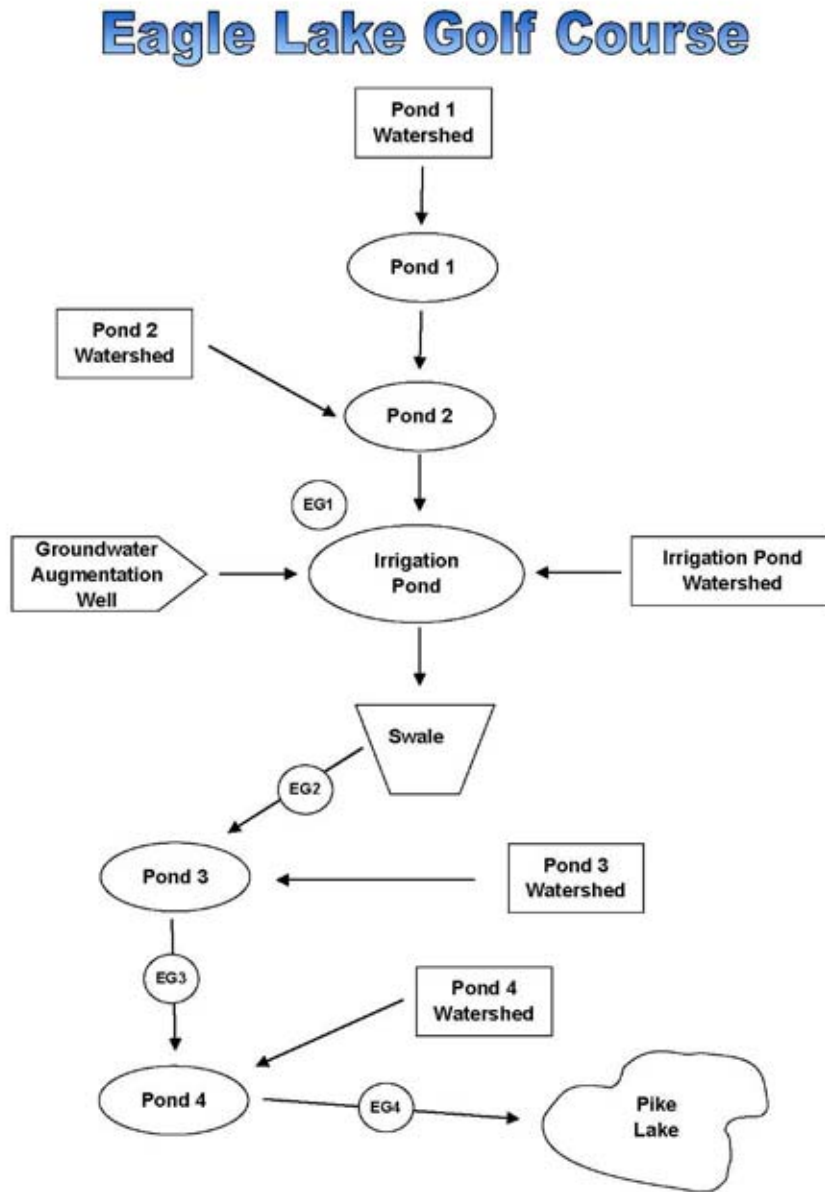 Eagle Lake Golf Course
Pond 1
Watershed
Pond 1
Pond 2
Watershed
Pond 2
EG1
Groundwater
Augmentation
Well
Irrigation
Pond
Irrigation Pond
Watershed
Swale
EG2
Pond 3
Pond 3
Watershed
EG3
Pond 4
Watershed
Pond 4
EG4
Pike
Lake